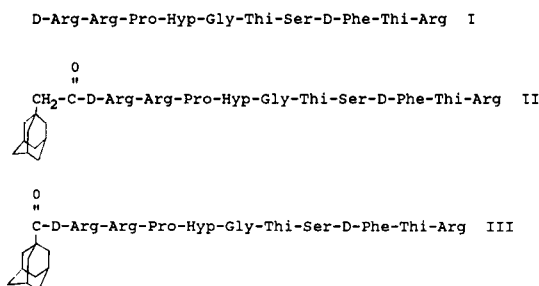 D-Arg-Arg-Pro-Hyp-Gly-Thi-Ser-D-Phe-Thi-Arg I
O
"
CH₂-C-D-Arg-Arg-Pro-Hyp-Gly-Thi-Ser-D-Phe-Thi-Arg II
O
"
C-D-Arg-Arg-Pro-Hyp-Gly-Thi-Ser-D-Phe-Thi-Arg III